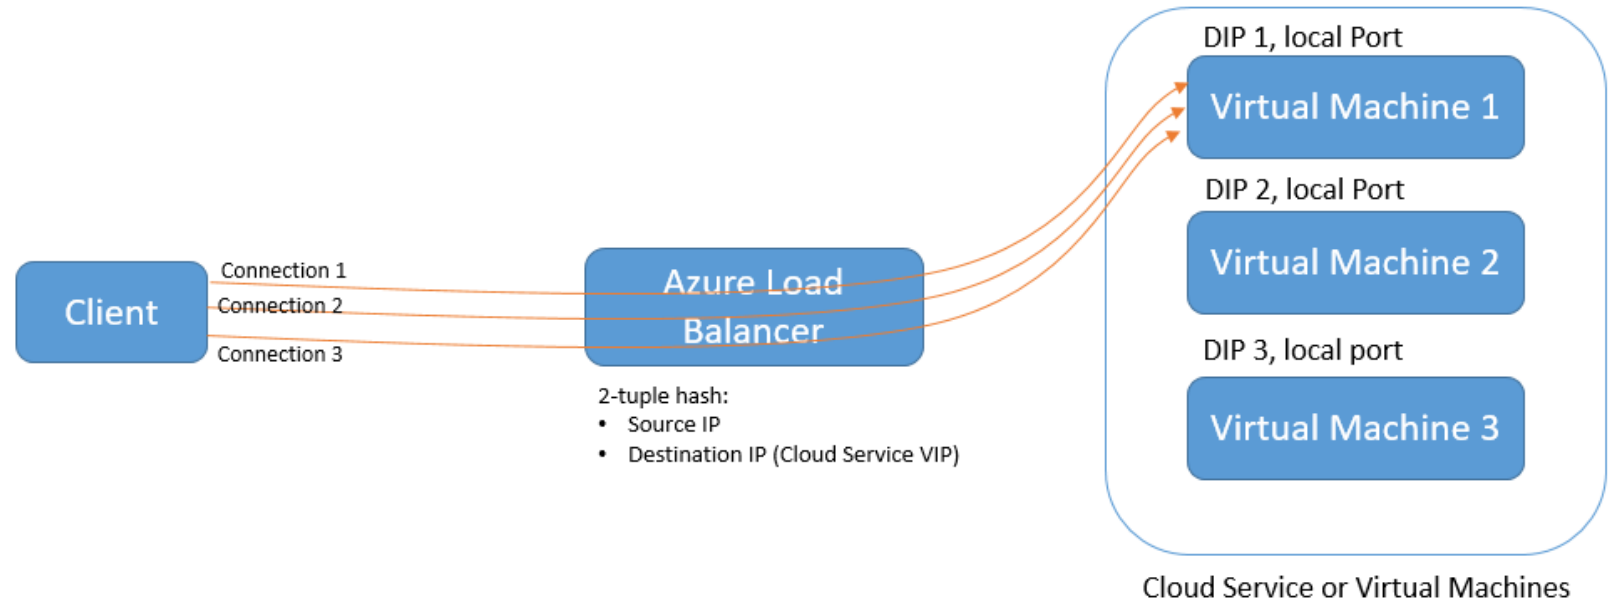 DIP 1, local Port
Virtual Machine 1
DIP 2, local Port
Virtual Machine 2
DIP 3, local port
Virtual Machine 3
Client
Connection 1
Connection 2
Connection 3
Azure Load
Balancer
2-tuple hash:
• Source IP
• Destination IP (Cloud Service VIP)
Cloud Service or Virtual Machines